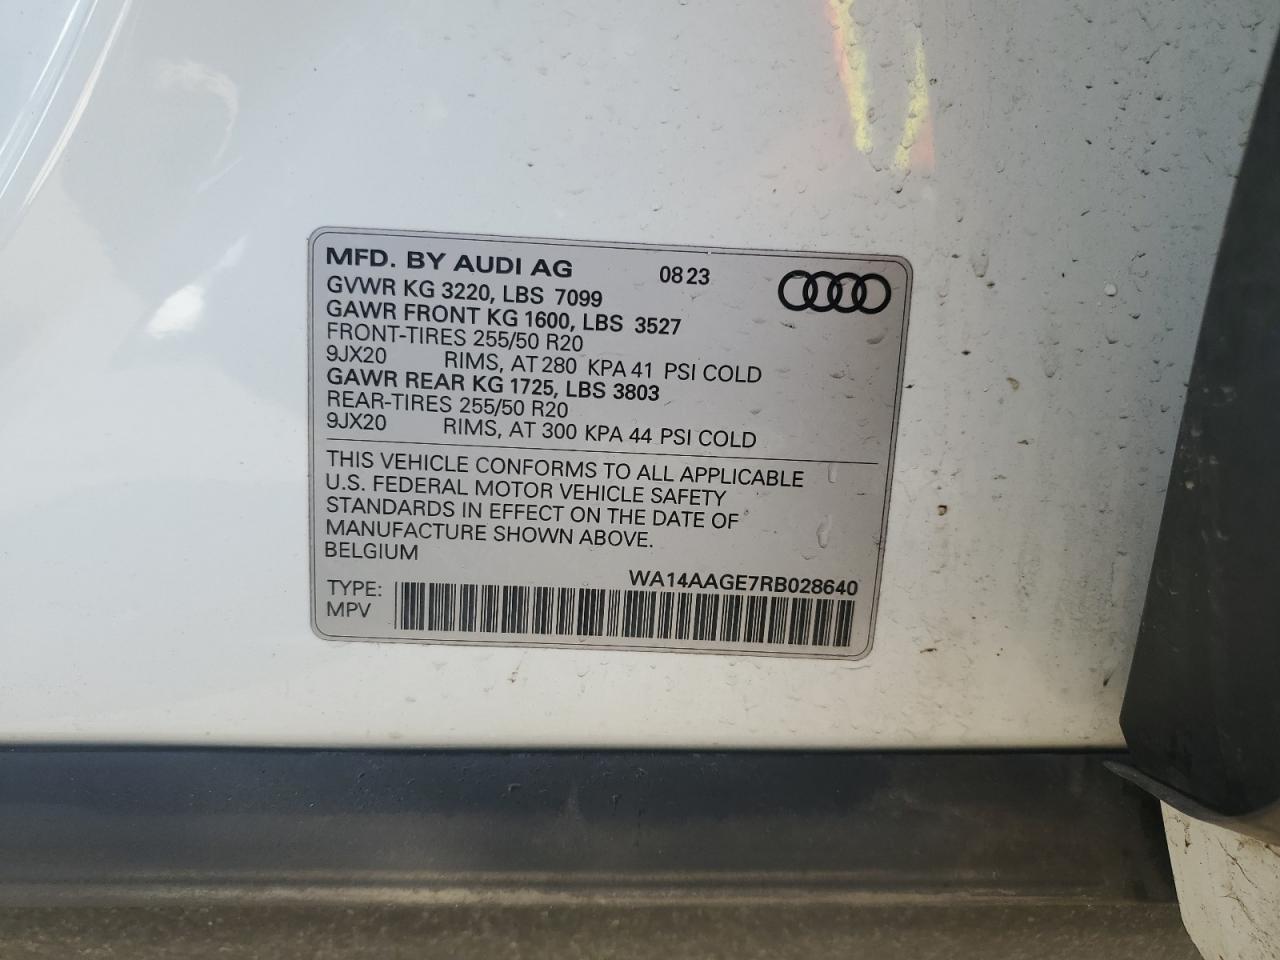 MFD. BY AUDI AG 0823
GVWR KG 3220, LBS 7099
GAWR FRONT KG 1600, LBS 3527
FRONT-TIRES 255/50 R20
9JX20 RIMS, AT 280 KPA 41 PSI COLD
GAWR REAR KG 1725, LBS 3803
REAR-TIRES 255/50 R20
9JX20 RIMS, AT 300 KPA 44 PSI COLD
THIS VEHICLE CONFORMS TO ALL APPLICABLE
U.S. FEDERAL MOTOR VEHICLE SAFETY
STANDARDS IN EFFECT ON THE DATE OF
MANUFACTURE SHOWN ABOVE.
BELGIUM
WA14AAGE7RB028640
TYPE:
MPV